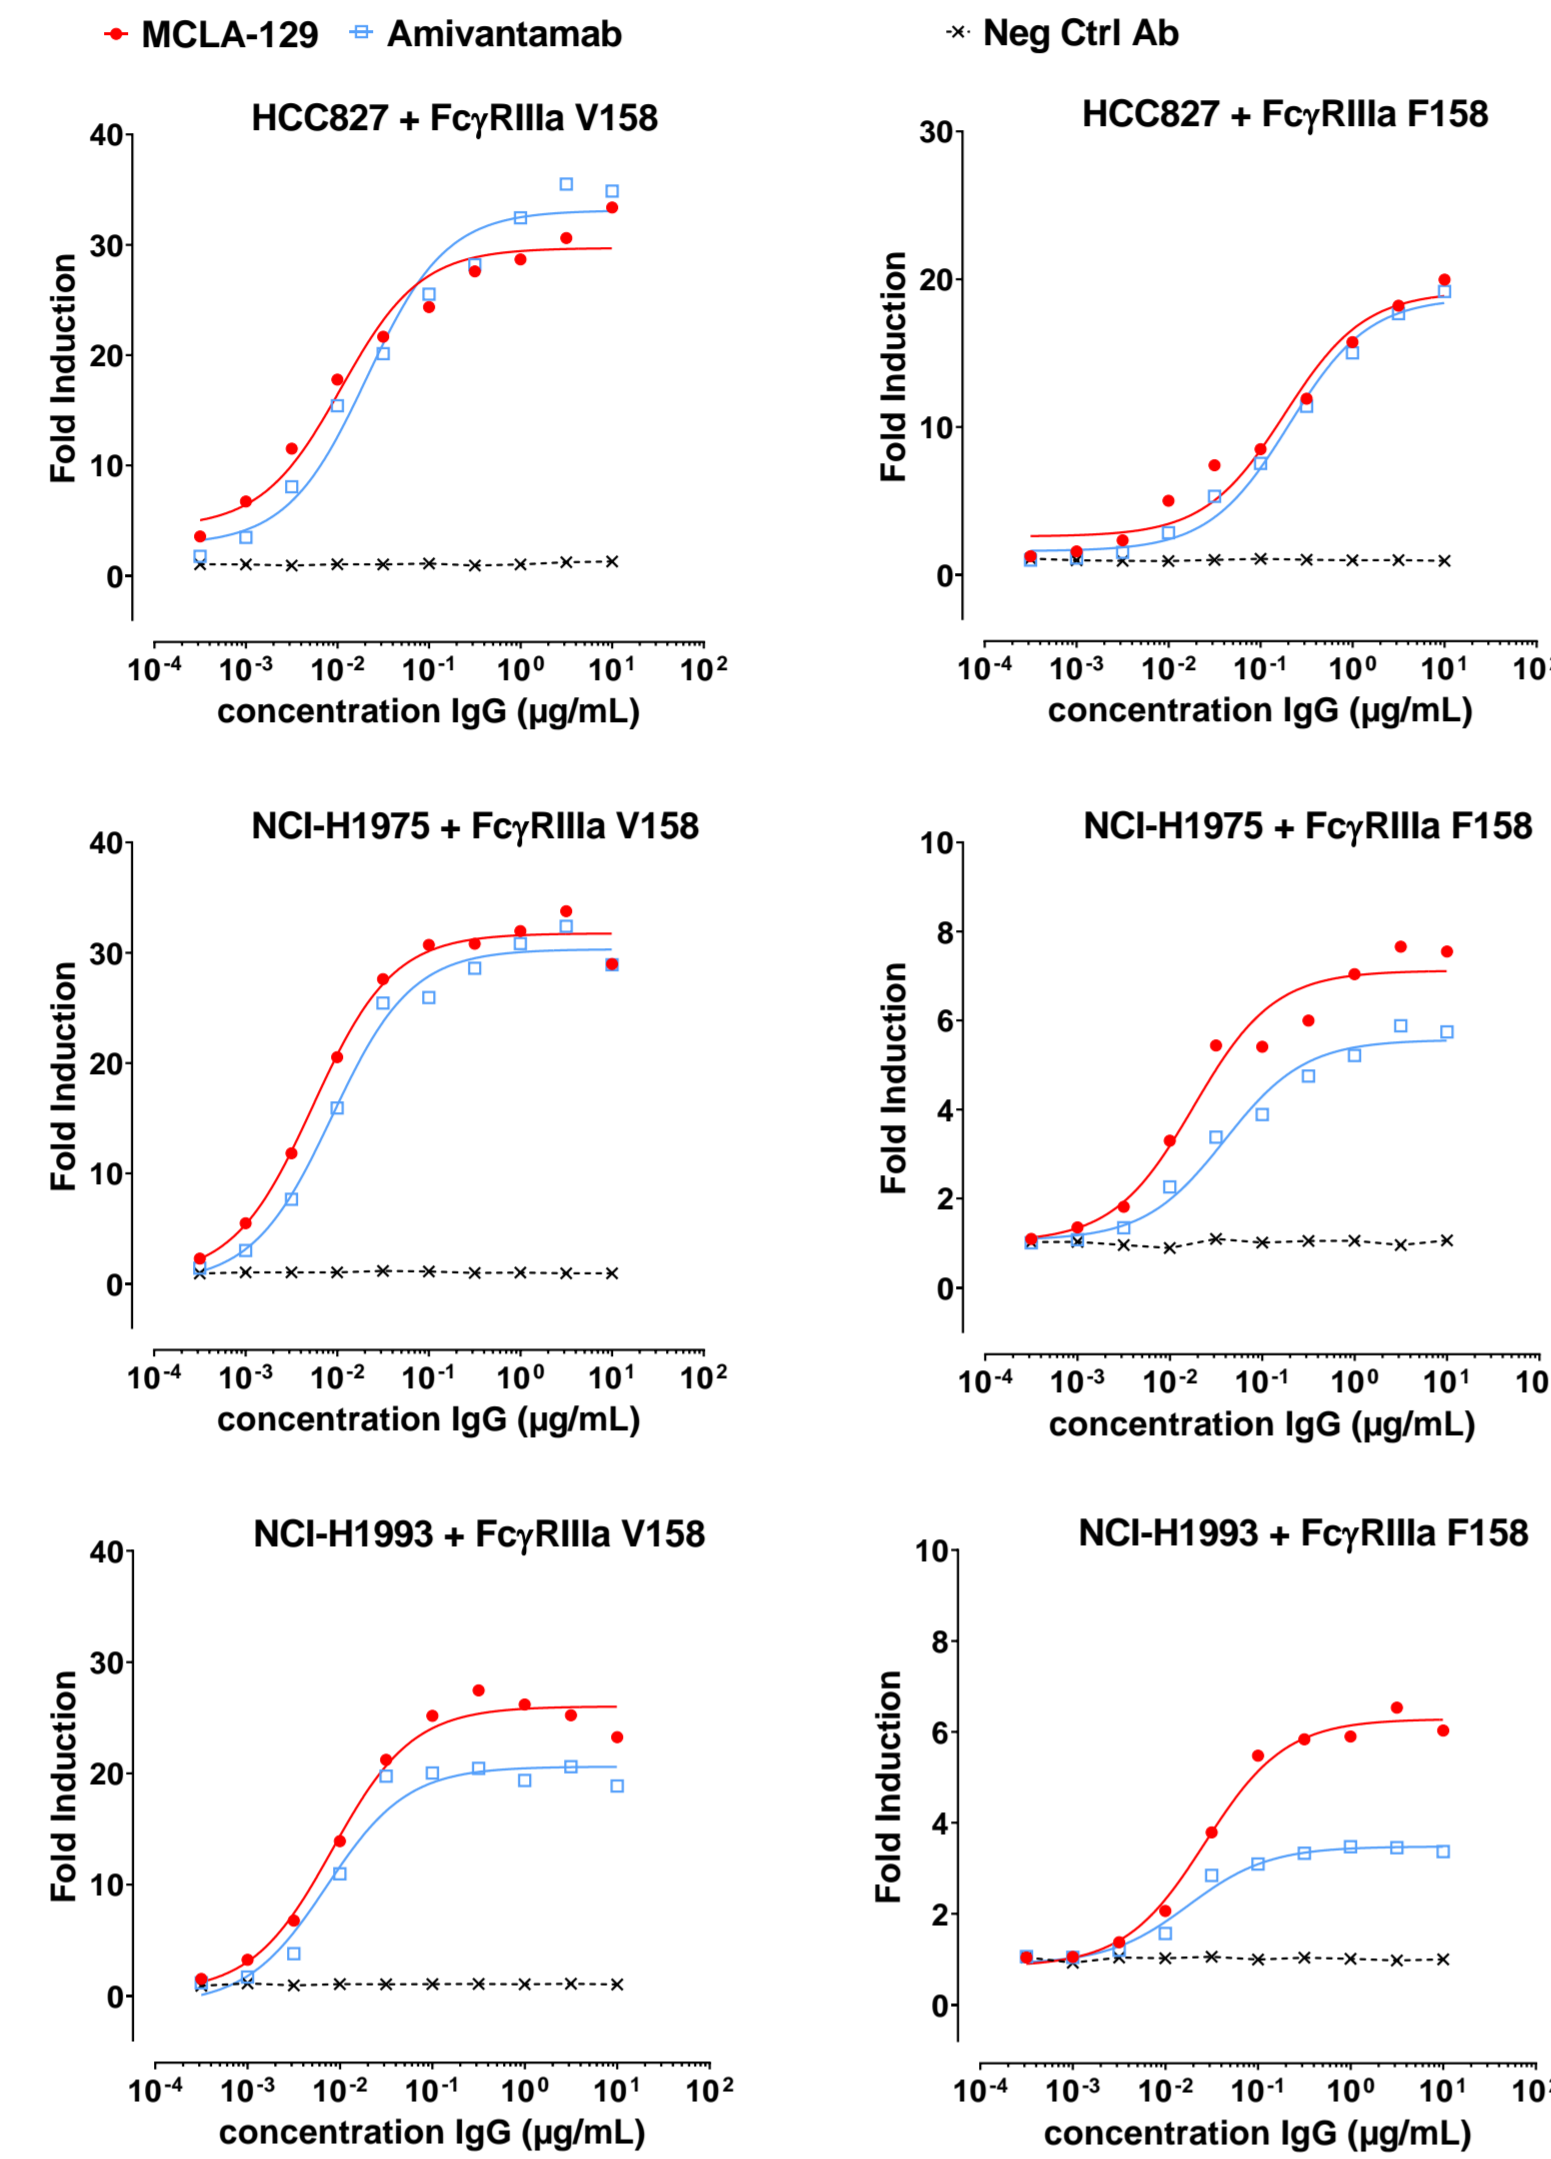 MCLA-129 Amivantamab Neg Ctrl Ab
HCC827 + FcγRIIIa V158
40
30
20
10
0
Fold Induction
10-4 10-3 10-2 10-1 100 101 102
concentration IgG (µg/mL)
HCC827 + FcγRIIIa F158
30
20
10
0
Fold Induction
10-4 10-3 10-2 10-1 100 101
concentration IgG (µg/mL)
NCI-H1975 + FcγRIIIa V158
40
30
20
10
0
Fold Induction
10-4 10-3 10-2 10-1 100 101 102
concentration IgG (µg/mL)
NCI-H1975 + FcγRIIIa F158
10
8
6
4
2
0
Fold Induction
10-4 10-3 10-2 10-1 100 101 10
concentration IgG (µg/mL)
NCI-H1993 + FcγRIIIa V158
40
30
20
10
0
Fold Induction
10-4 10-3 10-2 10-1 100 101 102
concentration IgG (µg/mL)
NCI-H1993 + FcγRIIIa F158
10
8
6
4
2
0
Fold Induction
10-4 10-3 10-2 10-1 100 101
concentration IgG (µg/mL)